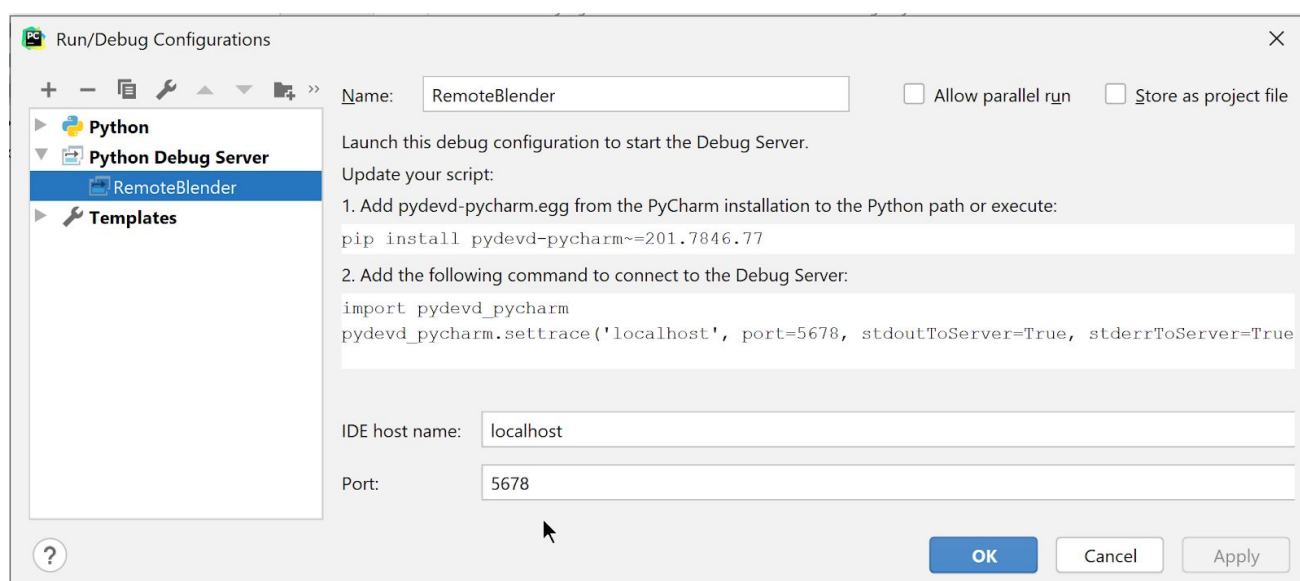 PC
Run/Debug Configurations
Name:
RemoteBlender
Allow parallel run
Store as project file
Python
Python Debug Server
RemoteBlender
Templates
Launch this debug configuration to start the Debug Server.
Update your script:
1. Add pydevd-pycharm.egg from the PyCharm installation to the Python path or execute:
pip install pydevd-pycharm~=201.7846.77
2. Add the following command to connect to the Debug Server:
import pydevd_pycharm
pydevd_pycharm.settrace('localhost', port=5678, stdoutToServer=True, stderrToServer=True
IDE host name:
localhost
Port:
5678
?
OK
Cancel
Apply